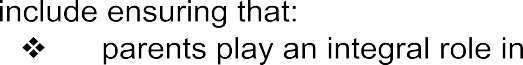 include ensuring that:
❖ parents play an integral role in